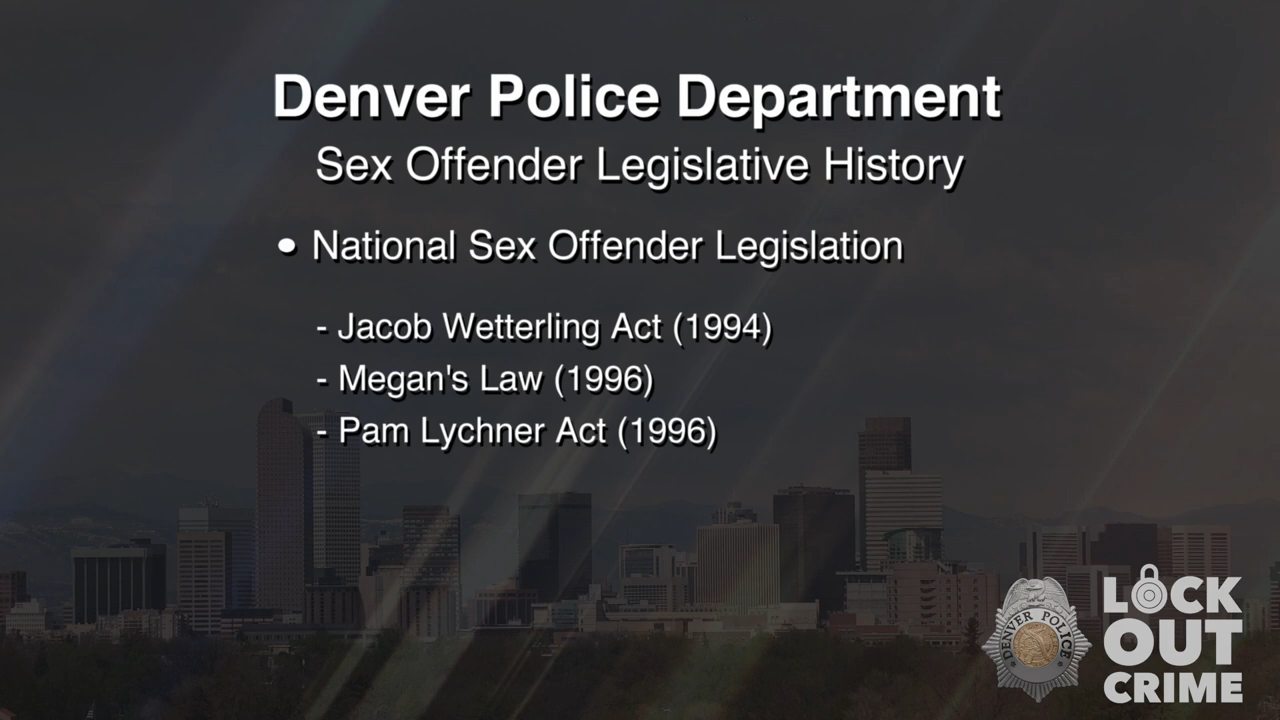 Denver Police Department
Sex Offender Legislative History
• National Sex Offender Legislation
- Jacob Wetterling Act (1994)
- Megan's Law (1996)
- Pam Lychner Act (1996)
DENVER POLICE
LOCK
OUT
CRIME